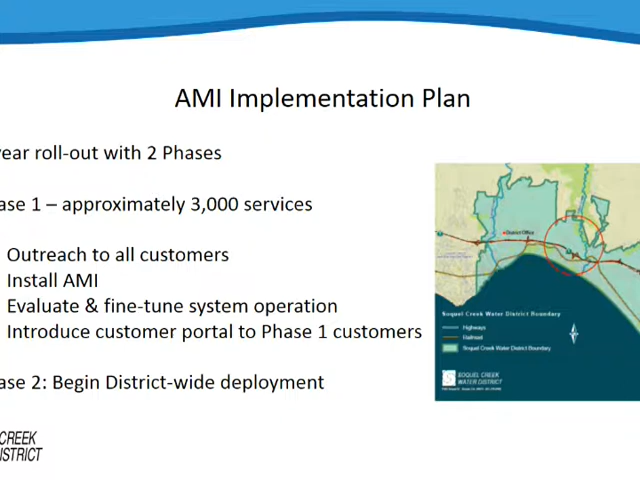 AMI Implementation Plan
year roll-out with 2 Phases
ase 1 – approximately 3,000 services
Outreach to all customers
Install AMI
Evaluate & fine-tune system operation
Introduce customer portal to Phase 1 customers
ase 2: Begin District-wide deployment
District Office
Soquel Creek Water District Boundary
Highways
Railroad
Soquel Creek Water District Boundary
SOQUEL CREEK
WATER DISTRICT
CREEK
ISTRICT